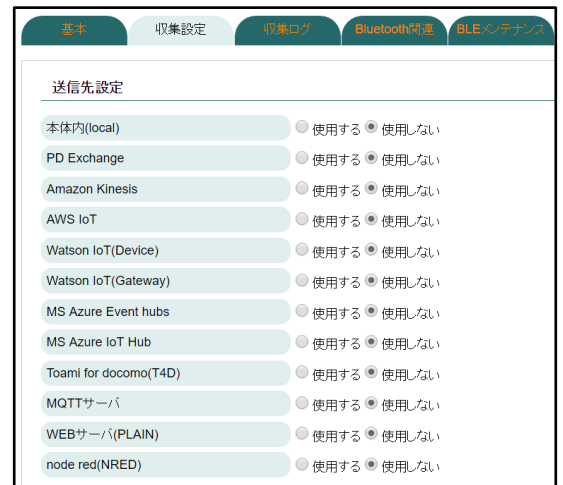 基本 収集設定 収集ログ Bluetooth関連 BLEメンテナンス
送信先設定
本体内(local) 使用する 使用しない
PD Exchange 使用する 使用しない
Amazon Kinesis 使用する 使用しない
AWS IoT 使用する 使用しない
Watson IoT(Device) 使用する 使用しない
Watson IoT(Gateway) 使用する 使用しない
MS Azure Event hubs 使用する 使用しない
MS Azure IoT Hub 使用する 使用しない
Toami for docomo(T4D) 使用する 使用しない
MQTTサーバ 使用する 使用しない
WEBサーバ(PLAIN) 使用する 使用しない
node red(NRED) 使用する 使用しない